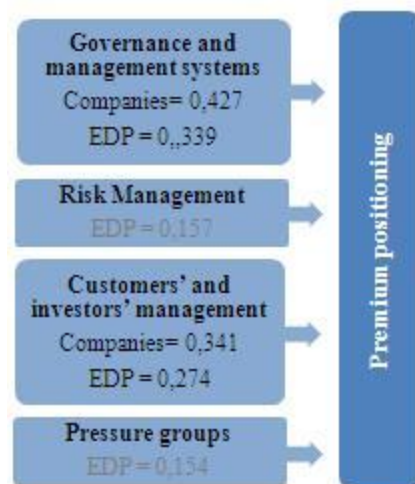 Governance and
management systems
Companies= 0,427
EDP = 0,,339
Risk Management
EDP = 0,157
Customers' and
investors' management
Companies= 0,341
EDP = 0,274
Pressure groups
EDP = 0,154
Premium positioning